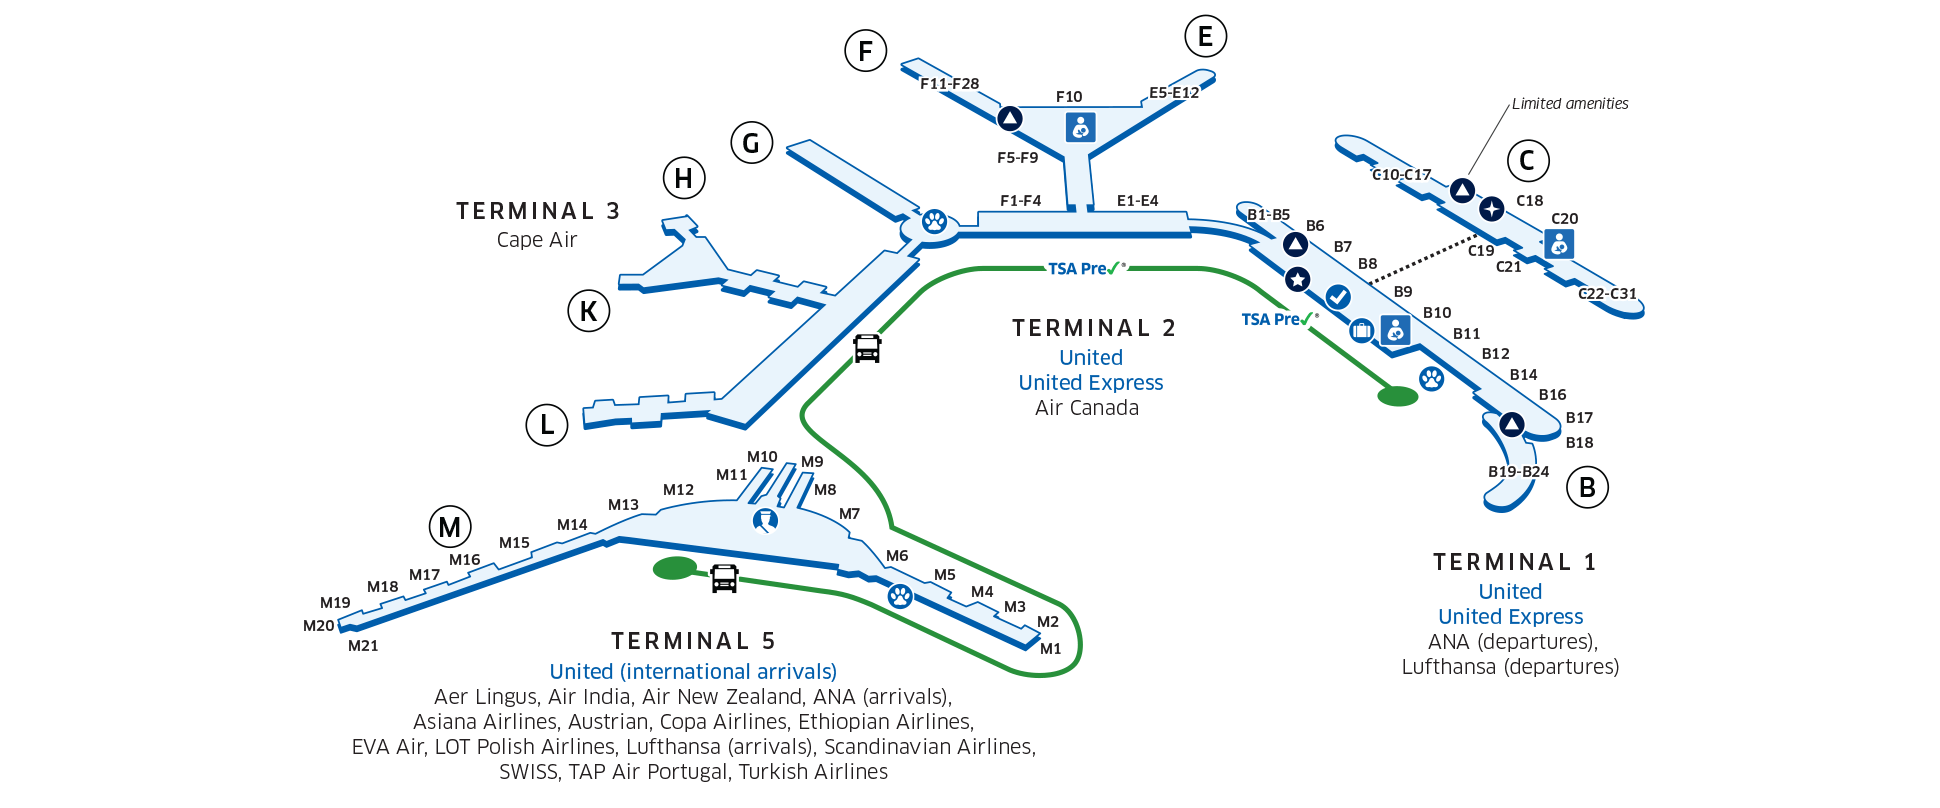 F
E
F11-F28
F10
E5-E12
Limited amenities
G
F5-F9
C
C10-C17
H
F1-F4
E1-E4
C18
TERMINAL 3
Cape Air
B1-B5
B6
C20
B7
C19
B8
C21
TSA Pre✓®
B9
C22-C31
K
TSA Pre✓®
B10
TERMINAL 2
United
United Express
Air Canada
B11
B12
B14
B16
B17
B18
L
B19-B24
B
M10
M9
M11
M8
M12
M13
M7
M
M14
M15
M6
M16
M5
M17
M4
M18
M3
M19
M2
M20
M1
M21
TERMINAL 1
United
United Express
ANA (departures),
Lufthansa (departures)
TERMINAL 5
United (international arrivals)
Aer Lingus, Air India, Air New Zealand, ANA (arrivals),
Asiana Airlines, Austrian, Copa Airlines, Ethiopian Airlines,
EVA Air, LOT Polish Airlines, Lufthansa (arrivals), Scandinavian Airlines,
SWISS, TAP Air Portugal, Turkish Airlines